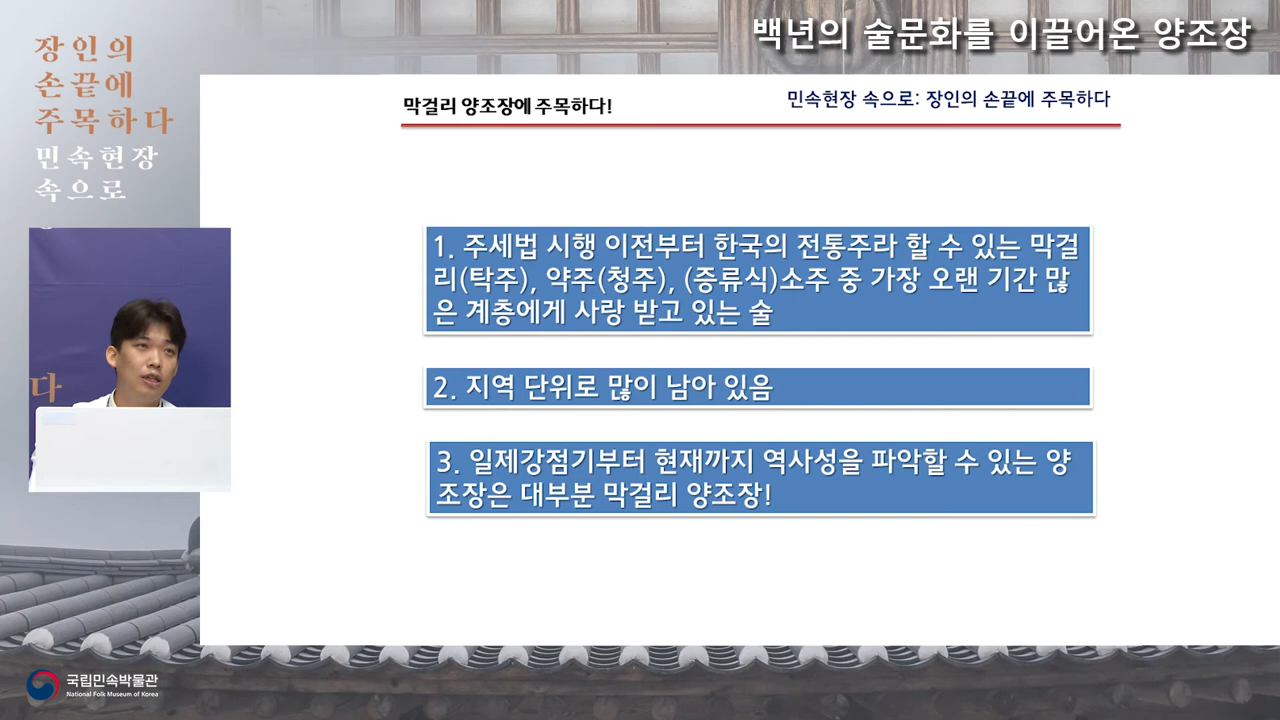 백년의 술문화를 이끌어온 양조장
장인의
손끝에
주목하다
민속현장
속으로
막걸리 양조장에 주목하다!
민속현장 속으로: 장인의 손끝에 주목하다
1. 주세법 시행 이전부터 한국의 전통주라 할 수 있는 막걸
리(탁주), 약주(청주), (증류식)소주 중 가장 오랜 기간 많
은 계층에게 사랑 받고 있는 술
2. 지역 단위로 많이 남아 있음
3. 일제강점기부터 현재까지 역사성을 파악할 수 있는 양
조장은 대부분 막걸리 양조장!
다
국립민속박물관
National Folk Museum of Korea